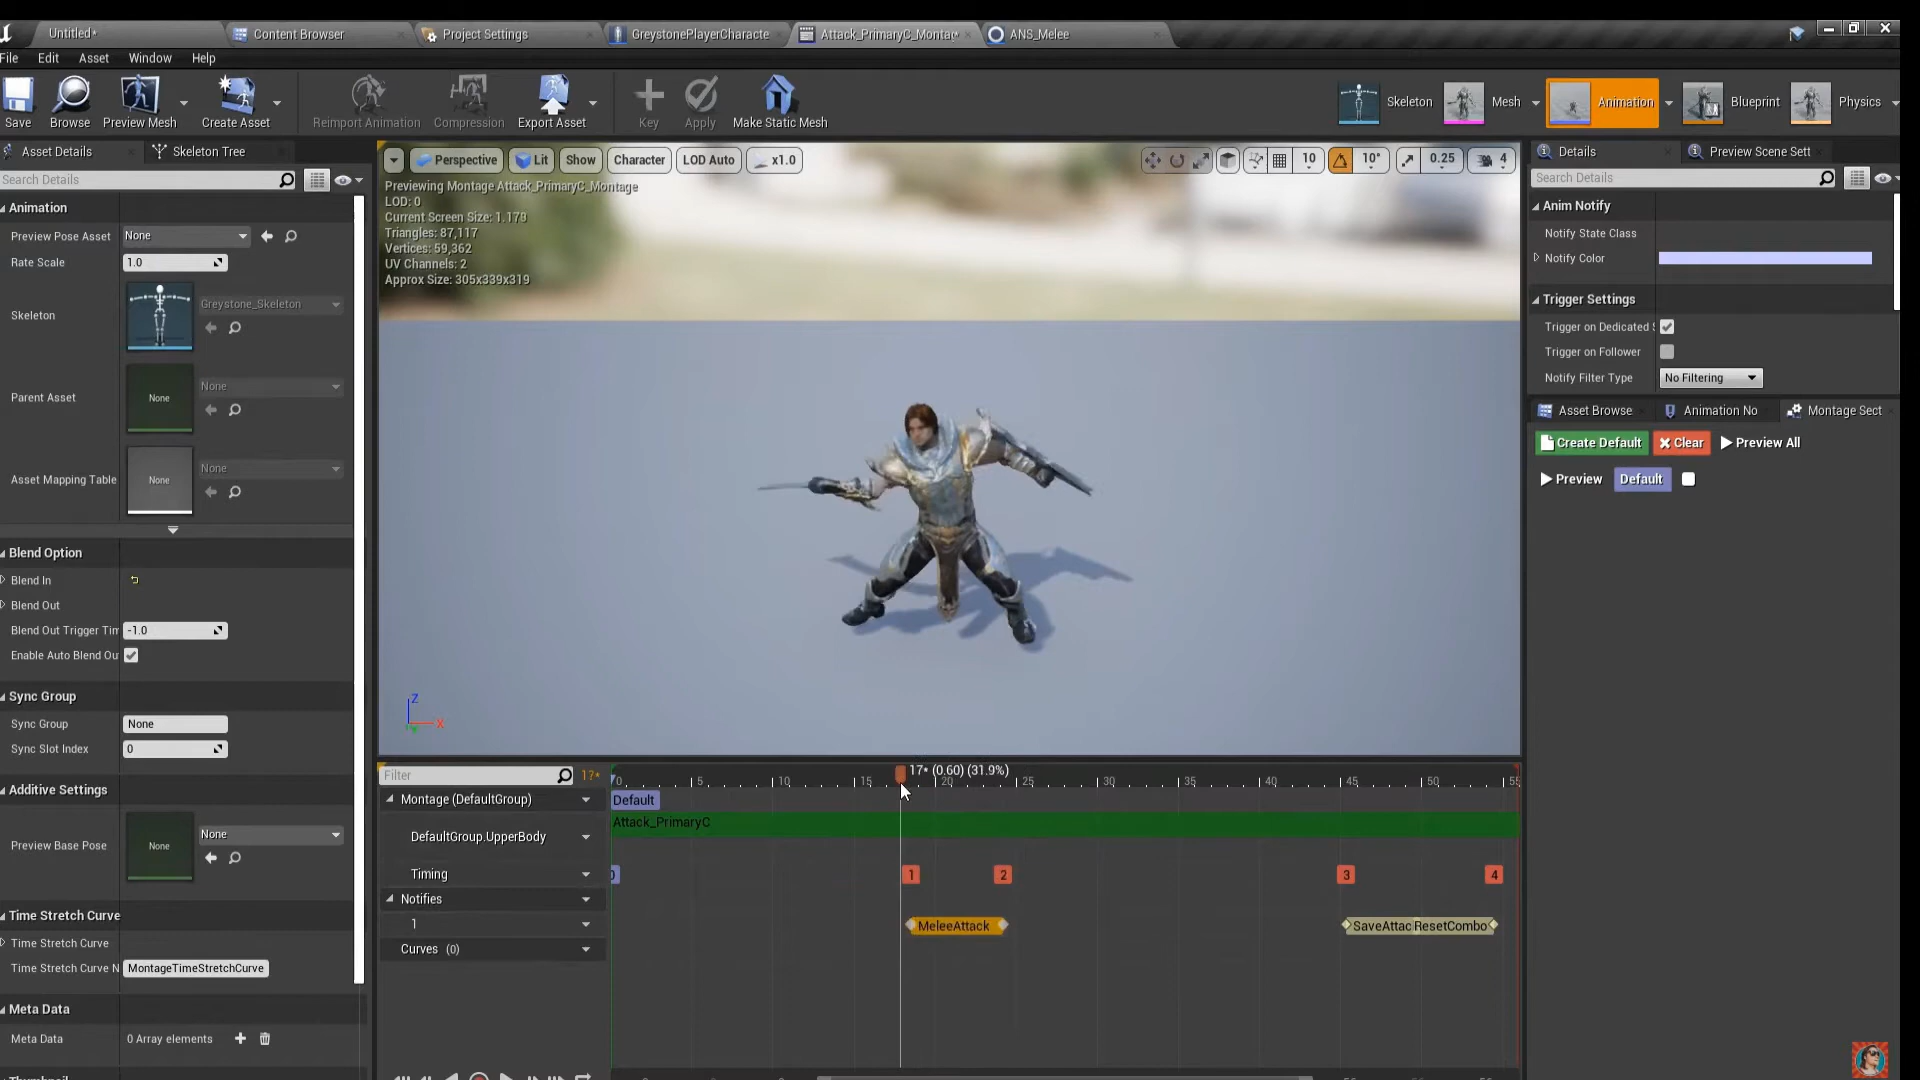 Untitled*
Content Browser
Project Settings
GreystonePlayerCharacte
Attack_PrimaryC_Montag*
ANS_Melee
File Edit Asset Window Help
Save
Browse
Preview Mesh
Create Asset
Reimport Animation
Compression
Export Asset
Key
Apply
Make Static Mesh
Skeleton
Mesh
Animation
Blueprint
Physics
Asset Details
Skeleton Tree
Search Details
Animation
Preview Pose Asset None
Rate Scale 1.0
Skeleton Greystone_Skeleton
Parent Asset None None
Asset Mapping Table None None
Blend Option
Blend In
Blend Out
Blend Out Trigger Tim -1.0
Enable Auto Blend Ou
Sync Group
Sync Group None
Sync Slot Index 0
Additive Settings
Preview Base Pose None None
Time Stretch Curve
Time Stretch Curve
Time Stretch Curve N MontageTimeStretchCurve
Meta Data
Meta Data 0 Array elements
Perspective Lit Show Character LOD Auto x1.0
10 10° 0.25 4
Previewing Montage Attack_PrimaryC_Montage
LOD: 0
Current Screen Size: 1.179
Triangles: 87,117
Vertices: 59,362
UV Channels: 2
Approx Size: 305x339x319
Z
X
Filter 17*
17* (0.60) (31.9%)
0 5 10 15 20 25 30 35 40 45 50 55
Montage (DefaultGroup) Default
Attack_PrimaryC
DefaultGroup.UpperBody
Timing 1 2 3 4
Notifies
1 MeleeAttack SaveAttac ResetCombo
Curves (0)
Details
Preview Scene Sett
Search Details
Anim Notify
Notify State Class
Notify Color
Trigger Settings
Trigger on Dedicated S
Trigger on Follower
Notify Filter Type No Filtering
Asset Browse
Animation No
Montage Sect
Create Default Clear Preview All
Preview Default